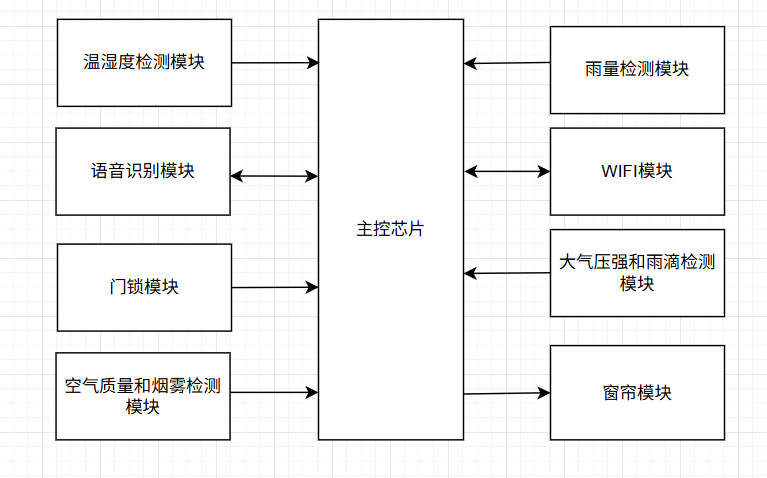 温湿度检测模块
雨量检测模块
语音识别模块
WIFI模块
主控芯片
大气压强和雨滴检测
模块
门锁模块
空气质量和烟雾检测
模块
窗帘模块